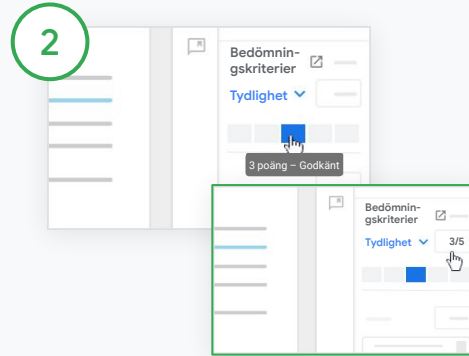 2
Bedömnin-
gskriterier
Tydlighet
3 poäng – Godkänt
Bedömnin-
gskriterier
Tydlighet
3/5